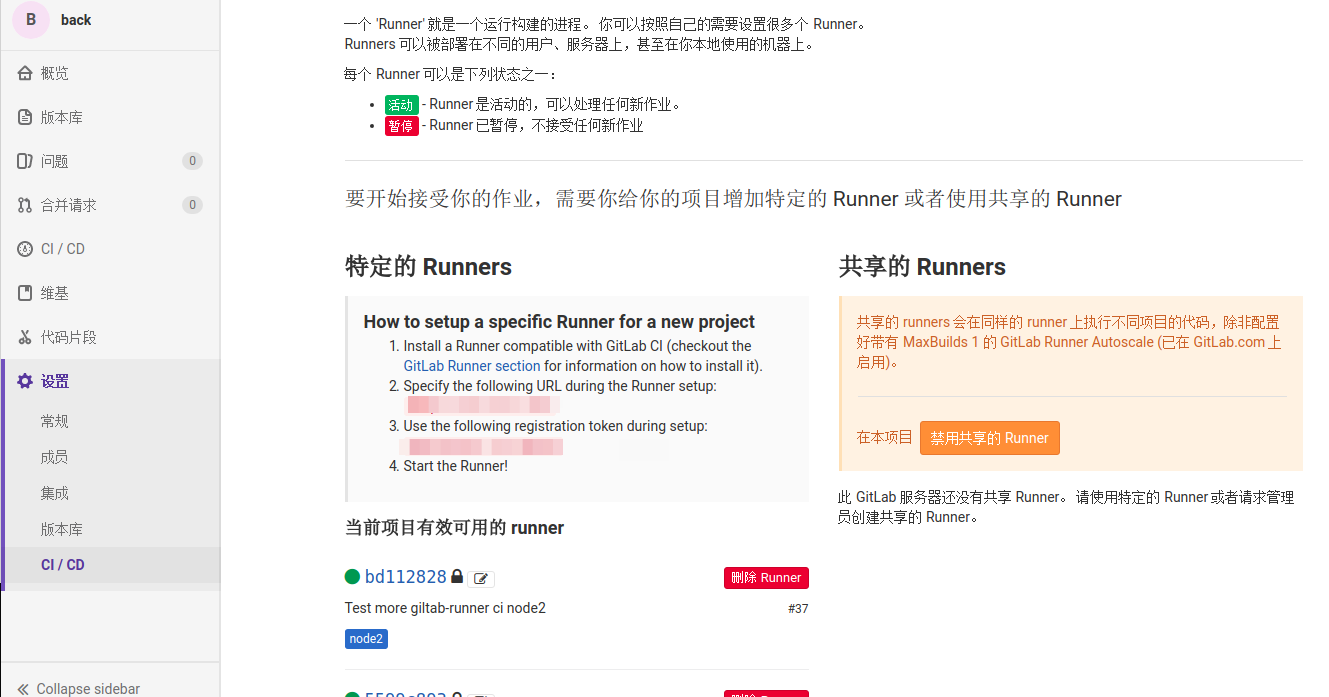 B back
概览
版本库
问题 0
合并请求 0
CI / CD
维基
代码片段
设置
常规
成员
集成
版本库
CI / CD
Collapse sidebar
一个 'Runner' 就是一个运行构建的进程。你可以按照自己的需要设置很多个 Runner。
Runners 可以被部署在不同的用户、服务器上，甚至在你本地使用的机器上。
每个 Runner 可以是下列状态之一：
• 活动 - Runner 是活动的，可以处理任何新作业。
• 暂停 - Runner 已暂停，不接受任何新作业
要开始接受你的作业，需要你给你的项目增加特定的 Runner 或者使用共享的 Runner
特定的 Runners
How to setup a specific Runner for a new project
1. Install a Runner compatible with GitLab CI (checkout the
GitLab Runner section for information on how to install it).
2. Specify the following URL during the Runner setup:
3. Use the following registration token during setup:
4. Start the Runner!
当前项目有效可用的 runner
bd112828 删除 Runner
Test more giltab-runner ci node2 #37
node2
共享的 Runners
共享的 runners 会在同样的 runner 上执行不同项目的代码，除非配置
好带有 MaxBuilds 1 的 GitLab Runner Autoscale (已在 GitLab.com 上
启用)。
在本项目 禁用共享的 Runner
此 GitLab 服务器还没有共享 Runner。请使用特定的 Runner 或者请求管理
员创建共享的 Runner。